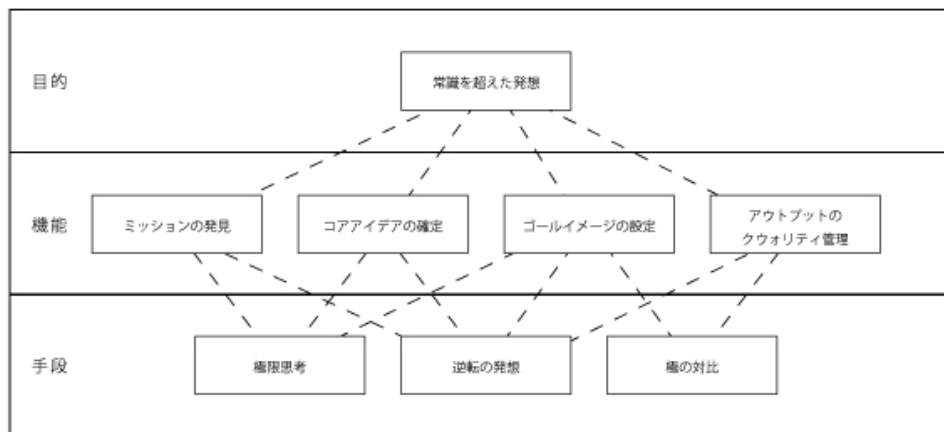 目的
常識を超えた発想
機能
ミッションの発見
コアアイデアの確定
ゴールイメージの設定
アウトプットの
クウォリティ管理
手段
極限思考
逆転の発想
極の対比